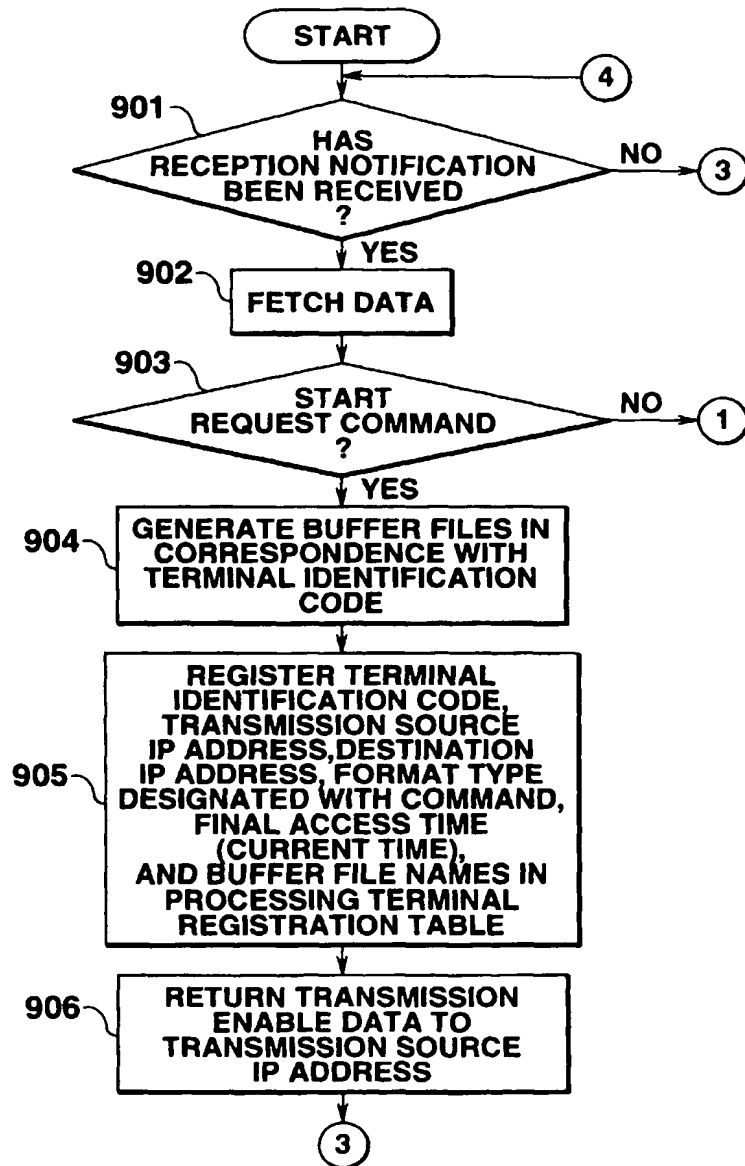 START
4
901
HAS
RECEPTION NOTIFICATION
BEEN RECEIVED
?
NO
3
YES
902
FETCH DATA
903
START
REQUEST COMMAND
?
NO
1
YES
904
GENERATE BUFFER FILES IN
CORRESPONDENCE WITH
TERMINAL IDENTIFICATION
CODE
905
REGISTER TERMINAL
IDENTIFICATION CODE,
TRANSMISSION SOURCE
IP ADDRESS,DESTINATION
IP ADDRESS, FORMAT TYPE
DESIGNATED WITH COMMAND,
FINAL ACCESS TIME
(CURRENT TIME),
AND BUFFER FILE NAMES IN
PROCESSING TERMINAL
REGISTRATION TABLE
906
RETURN TRANSMISSION
ENABLE DATA TO
TRANSMISSION SOURCE
IP ADDRESS
3